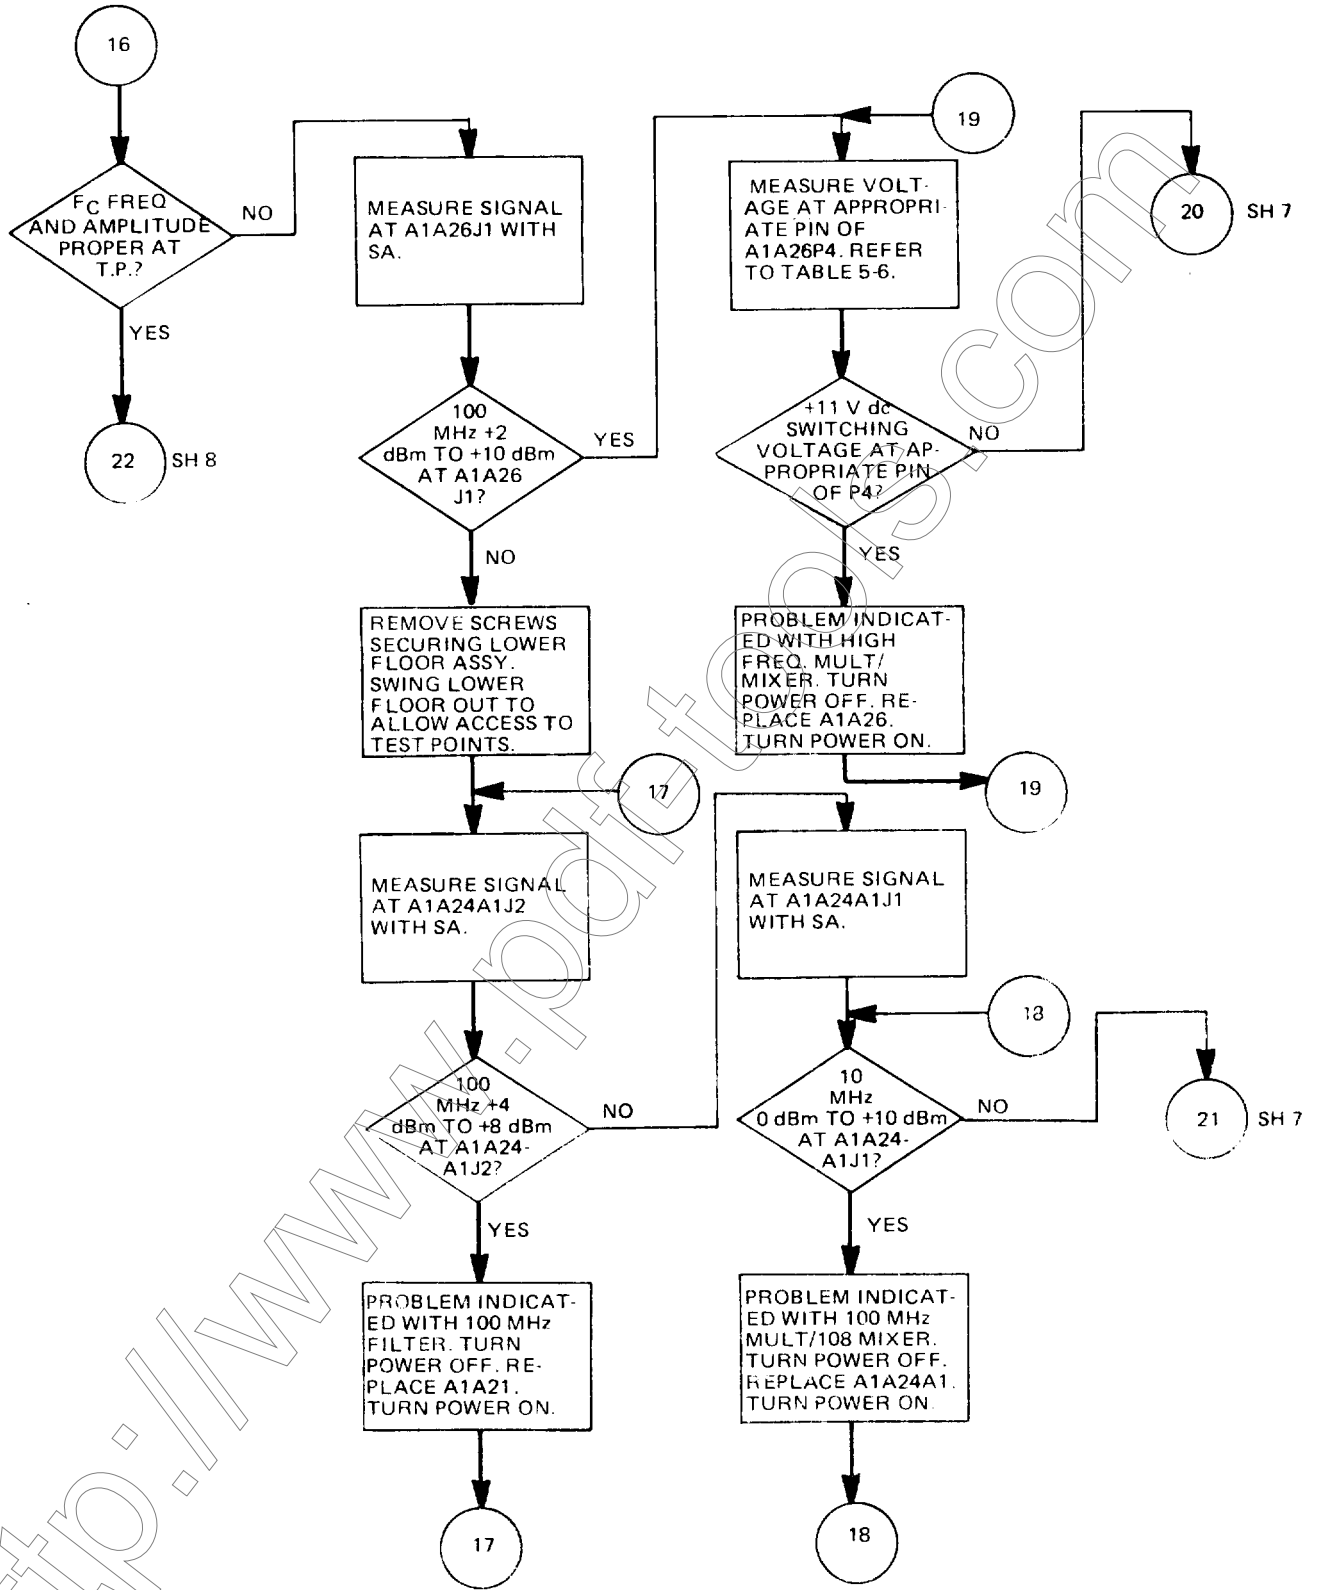 16
FC FREQ
AND AMPLITUDE
PROPER AT
T.P.?
NO
YES
22
SH 8
MEASURE SIGNAL
AT A1A26J1 WITH
SA.
100
MHz +2
dBm TO +10 dBm
AT A1A26
J1?
YES
NO
REMOVE SCREWS
SECURING LOWER
FLOOR ASSY.
SWING LOWER
FLOOR OUT TO
ALLOW ACCESS TO
TEST POINTS.
17
MEASURE SIGNAL
AT A1A24A1J2
WITH SA.
100
MHz +4
dBm TO +8 dBm
AT A1A24-
A1J2?
NO
YES
PROBLEM INDICAT-
ED WITH 100 MHz
FILTER. TURN
POWER OFF. RE-
PLACE A1A21.
TURN POWER ON.
17
19
MEASURE VOLT-
AGE AT APPROPRI-
ATE PIN OF
A1A26P4. REFER
TO TABLE 5-6.
+11 V dc
SWITCHING
VOLTAGE AT AP-
PROPRIATE PIN
OF P4?
NO
20
SH 7
YES
PROBLEM INDICAT-
ED WITH HIGH
FREQ. MULT/
MIXER. TURN
POWER OFF. RE-
PLACE A1A26.
TURN POWER ON.
19
MEASURE SIGNAL
AT A1A24A1J1
WITH SA.
18
10
MHz
0 dBm TO +10 dBm
AT A1A24-
A1J1?
NO
21
SH 7
YES
PROBLEM INDICAT-
ED WITH 100 MHz
MULT/108 MIXER.
TURN POWER OFF.
REPLACE A1A24A1.
TURN POWER ON.
18
http://www.pdf-tools.com